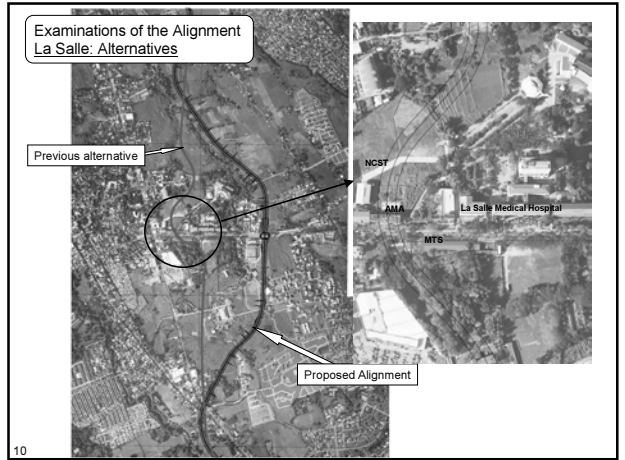 Examinations of the Alignment
La Salle: Alternatives
Previous alternative
NCST
AMA
La Salle Medical Hospital
MTS
Proposed Alignment
10